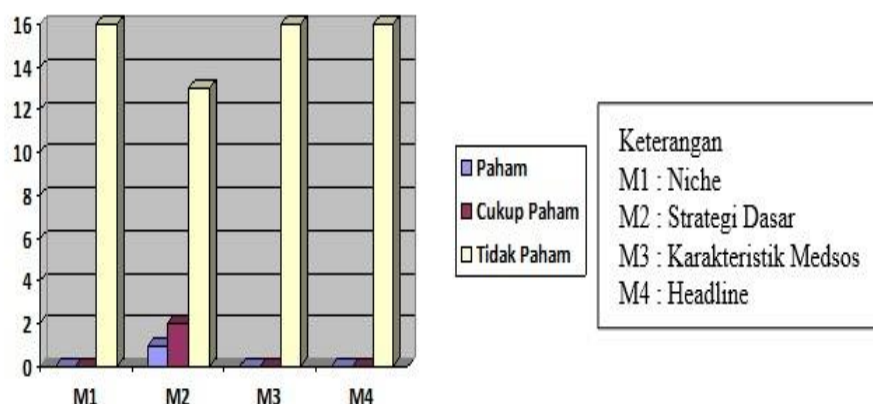 16
14
12
10
8
6
4
2
0
M1
M2
M3
M4
Paham
Cukup Paham
Tidak Paham
Keterangan
M1 : Niche
M2 : Strategi Dasar
M3 : Karakteristik Medsos
M4 : Headline